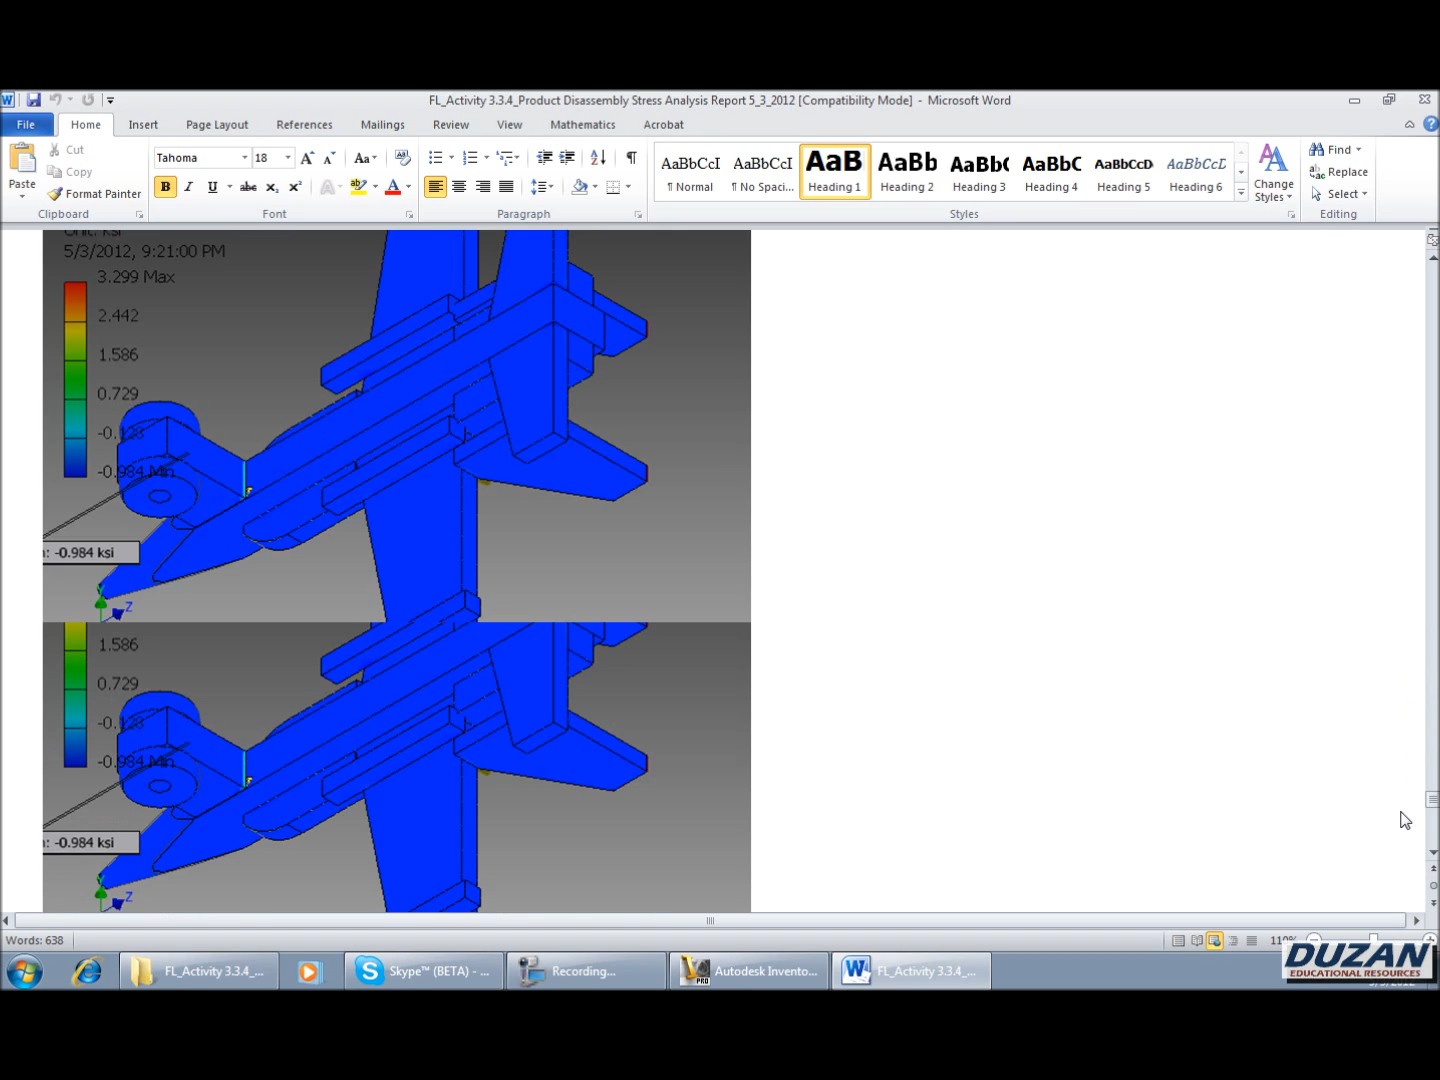 FL_Activity 3.3.4_Product Disassembly Stress Analysis Report 5_3_2012 [Compatibility Mode] - Microsoft Word
File Home Insert Page Layout References Mailings Review View Mathematics Acrobat
Paste
Cut
Copy
Format Painter
Clipboard
Tahoma 18
Font
Paragraph
AaBbCcI AaBbCcI AaB AaBb AaBb( AaBbC AaBbCcD AaBbCcD
¶ Normal ¶ No Spaci... Heading 1 Heading 2 Heading 3 Heading 4 Heading 5 Heading 6
Change Styles
Styles
Find
Replace
Select
Editing
Unit: ksi
5/3/2012, 9:21:00 PM
3.299 Max
2.442
1.586
0.729
-0.128
-0.984 Min
: -0.984 ksi
Z
1.586
0.729
-0.128
-0.984 Min
: -0.984 ksi
Z
Words: 638
110%
FL_Activity 3.3.4_... Skype™ (BETA) - ... Recording... Autodesk Invento... FL_Activity 3.3.4_...
PRO
DUZAN
EDUCATIONAL RESOURCES